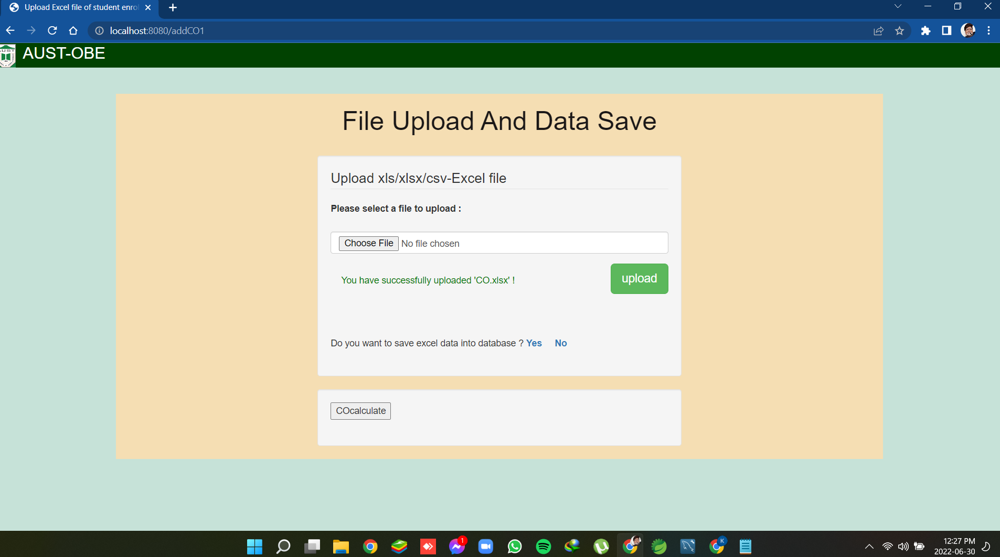 Upload Excel file of student enrol
localhost:8080/addCO1
AUST
AUST-OBE
File Upload And Data Save
Upload xls/xlsx/csv-Excel file
Please select a file to upload :
Choose File No file chosen
You have successfully uploaded 'CO.xlsx' !
upload
Do you want to save excel data into database ? Yes No
COcalculate
1
K
12:27 PM
2022-06-30